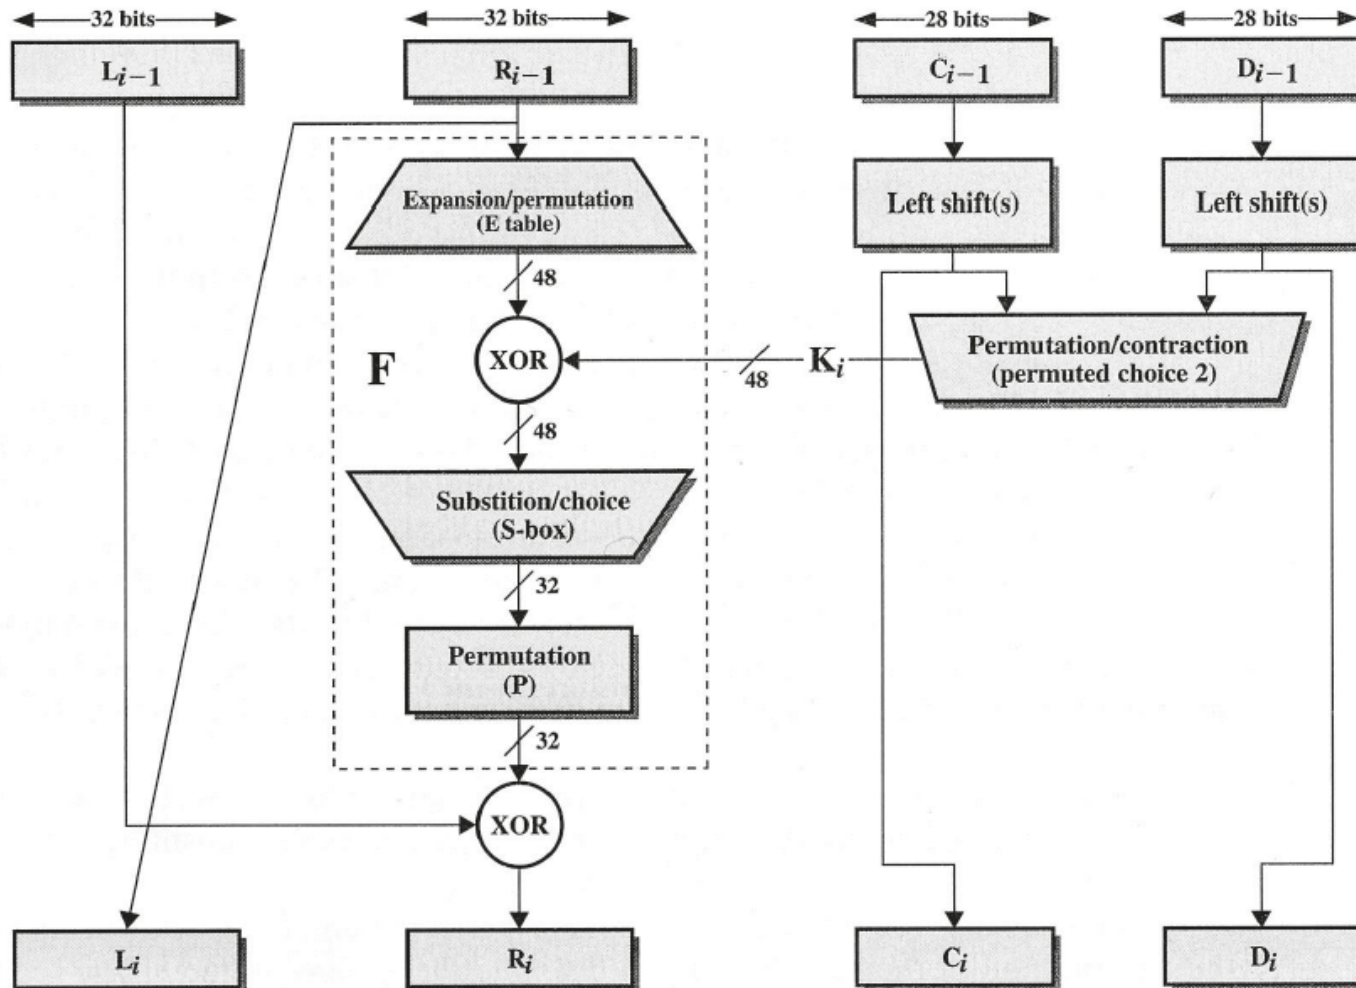 32 bits
32 bits
28 bits
28 bits
Li−1
Ri−1
Ci−1
Di−1
Expansion/permutation
(E table)
Left shift(s)
Left shift(s)
48
F
XOR
48
Ki
Permutation/contraction
(permuted choice 2)
48
Substition/choice
(S-box)
32
Permutation
(P)
32
XOR
Li
Ri
Ci
Di